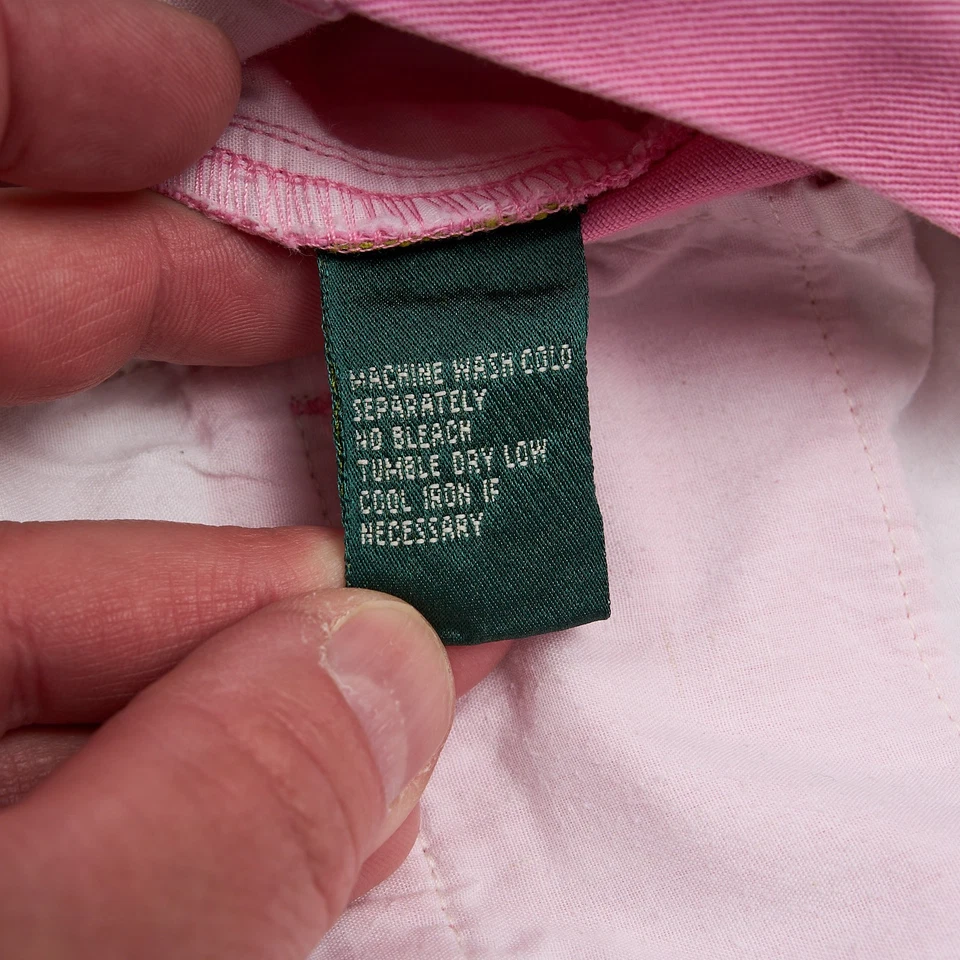 MACHINE WASH COLD
SEPARATELY
NO BLEACH
TUMBLE DRY LOW
COOL IRON IF
NECESSARY